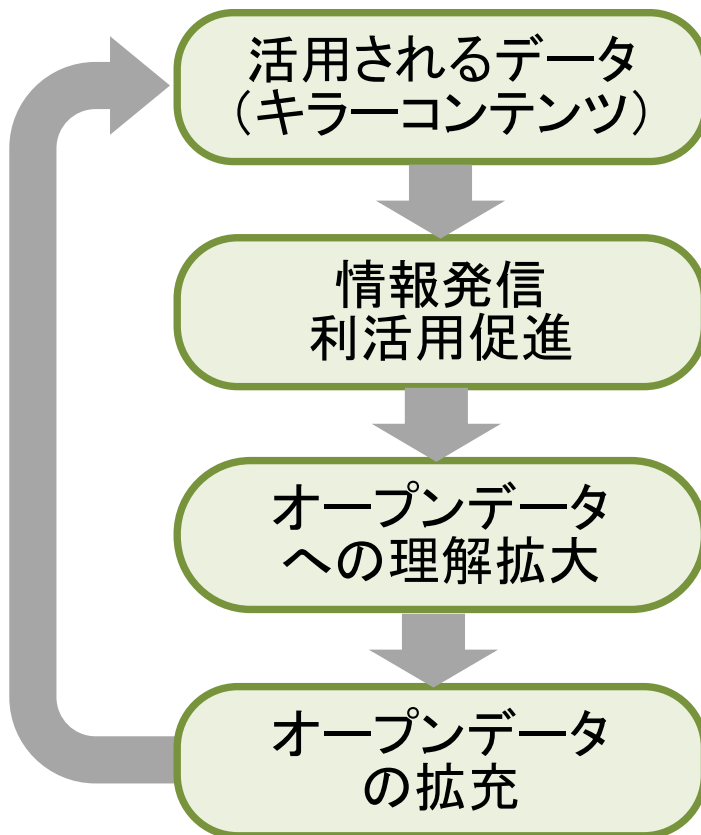 活用されるデータ
（キラーコンテンツ）
情報発信
利活用促進
オープンデータ
への理解拡大
オープンデータ
の拡充